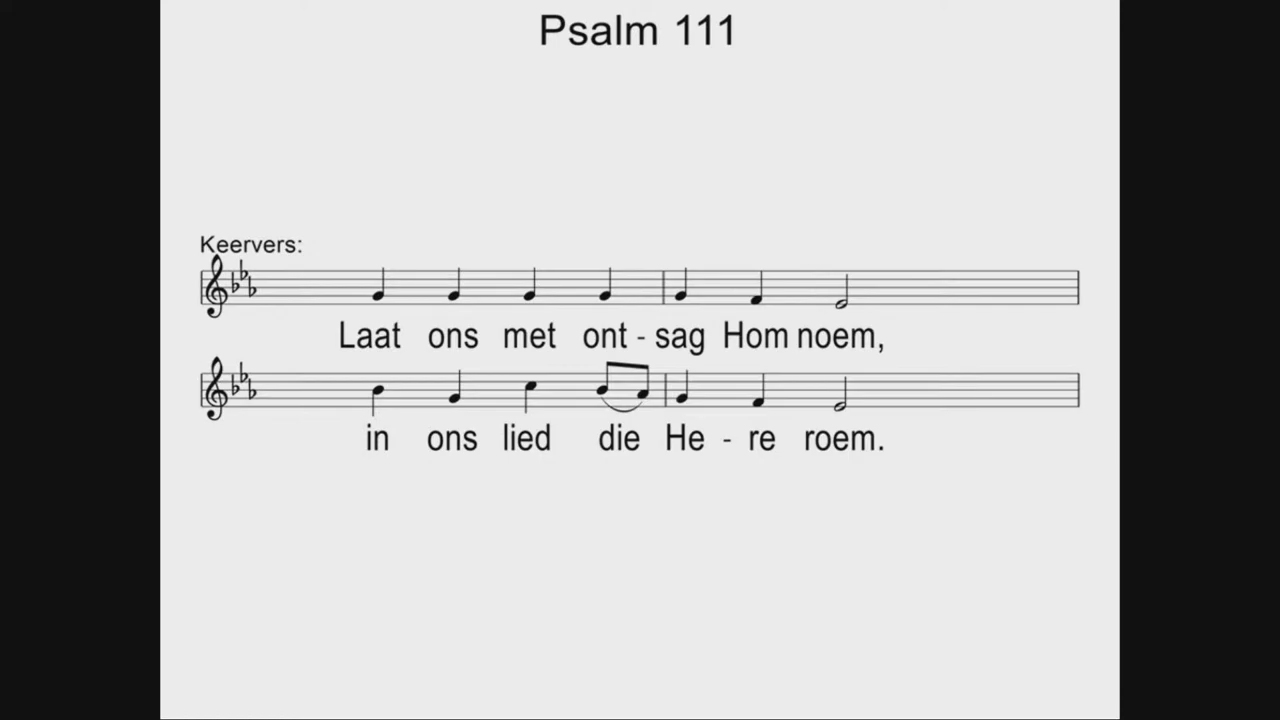 Psalm 111
Keervers:
Laat ons met ont - sag Hom noem,
in ons lied die He - re roem.